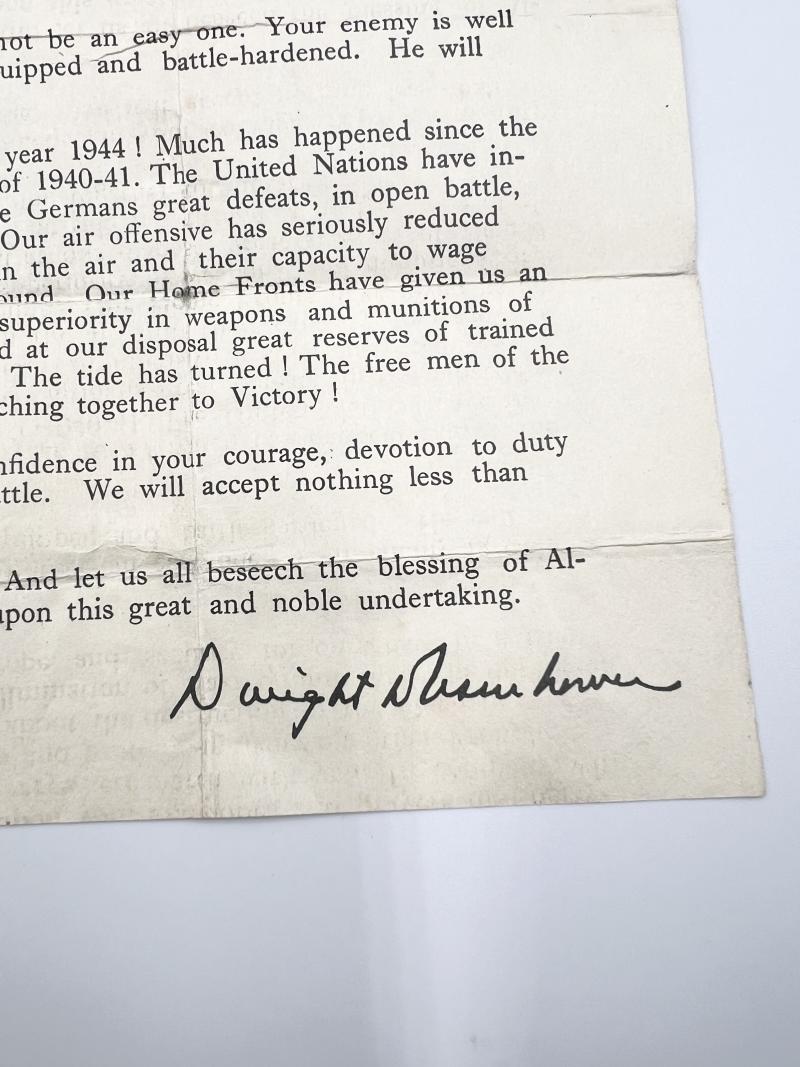 not be an easy one. Your enemy is well
uipped and battle-hardened. He will
year 1944 ! Much has happened since the
of 1940-41. The United Nations have in-
e Germans great defeats, in open battle,
Our air offensive has seriously reduced
n the air and their capacity to wage
ound. Our Home Fronts have given us an
superiority in weapons and munitions of
d at our disposal great reserves of trained
The tide has turned ! The free men of the
ching together to Victory !
nfidence in your courage, devotion to duty
ttle. We will accept nothing less than
And let us all beseech the blessing of Al-
upon this great and noble undertaking.
Dwight D Eisenhower